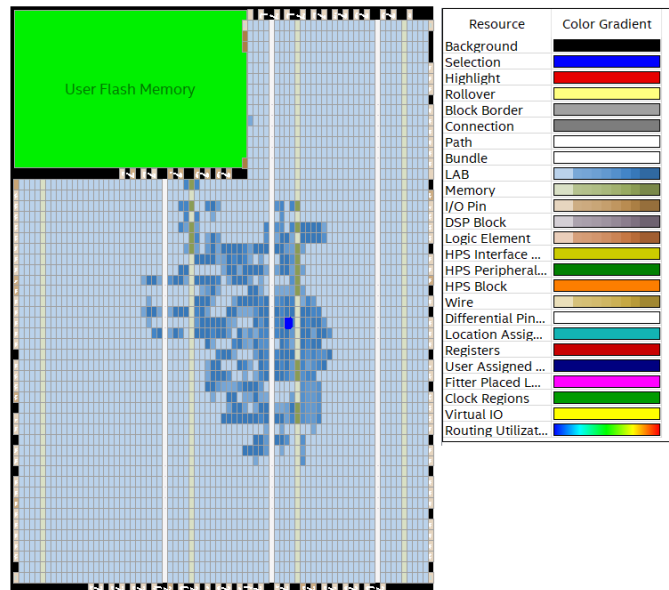 User Flash Memory
Resource Color Gradient
Background
Selection
Highlight
Rollover
Block Border
Connection
Path
Bundle
LAB
Memory
I/O Pin
DSP Block
Logic Element
HPS Interface ...
HPS Peripheral...
HPS Block
Wire
Differential Pin...
Location Assig...
Registers
User Assigned ...
Fitter Placed L...
Clock Regions
Virtual IO
Routing Utilizat...